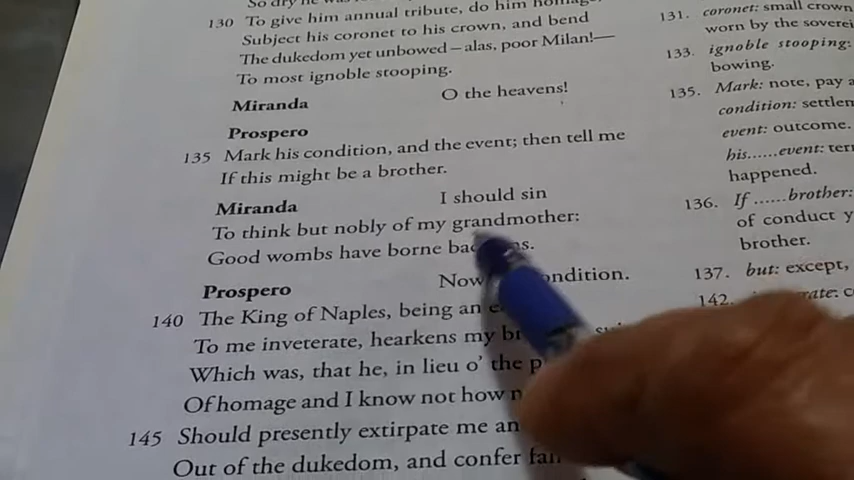 So dry he was
130 To give him annual tribute, do him homage,
Subject his coronet to his crown, and bend
The dukedom yet unbowed – alas, poor Milan!—
To most ignoble stooping.
Miranda O the heavens!
Prospero
135 Mark his condition, and the event; then tell me
If this might be a brother.
Miranda I should sin
To think but nobly of my grandmother:
Good wombs have borne
Prospero Now condition.
140 The King of Naples, being an
To me inveterate, hearkens my
Which was, that he, in lieu o' the
Of homage and I know not how
145 Should presently extirpate me
Out of the dukedom, and confer
131. coronet: small crown
worn by the
133. ignoble stooping:
bowing.
135. Mark: note, pay
condition:
event: outcome.
his......event:
happened.
136. If ......brother:
of conduct
brother.
137. but: except,
142.